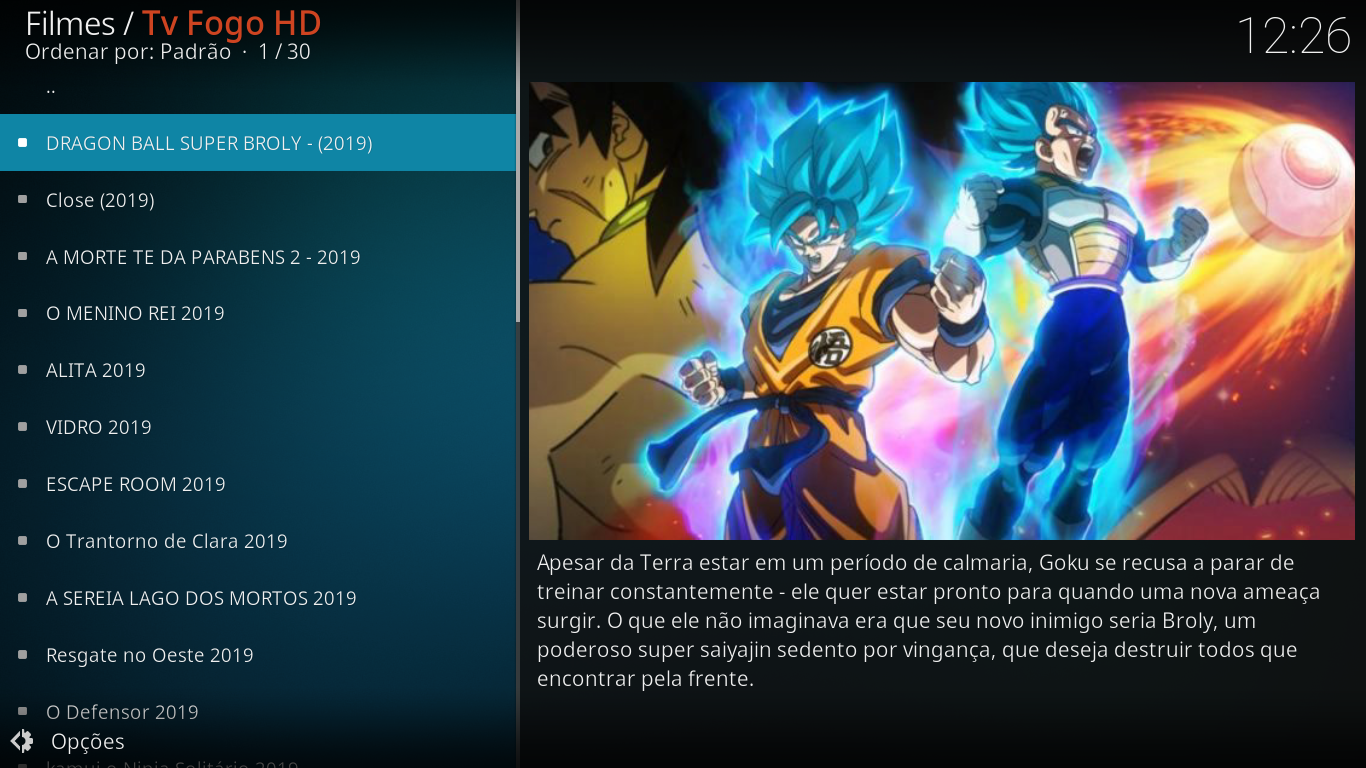 Filmes / Tv Fogo HD
Ordenar por: Padrão · 1 / 30
12:26
..
DRAGON BALL SUPER BROLY - (2019)
Close (2019)
A MORTE TE DA PARABENS 2 - 2019
O MENINO REI 2019
ALITA 2019
VIDRO 2019
ESCAPE ROOM 2019
O Trantorno de Clara 2019
A SEREIA LAGO DOS MORTOS 2019
Resgate no Oeste 2019
O Defensor 2019
kamui o Ninja Solitário 2019
Opções
悟
Apesar da Terra estar em um período de calmaria, Goku se recusa a parar de
treinar constantemente - ele quer estar pronto para quando uma nova ameaça
surgir. O que ele não imaginava era que seu novo inimigo seria Broly, um
poderoso super saiyajin sedento por vingança, que deseja destruir todos que
encontrar pela frente.